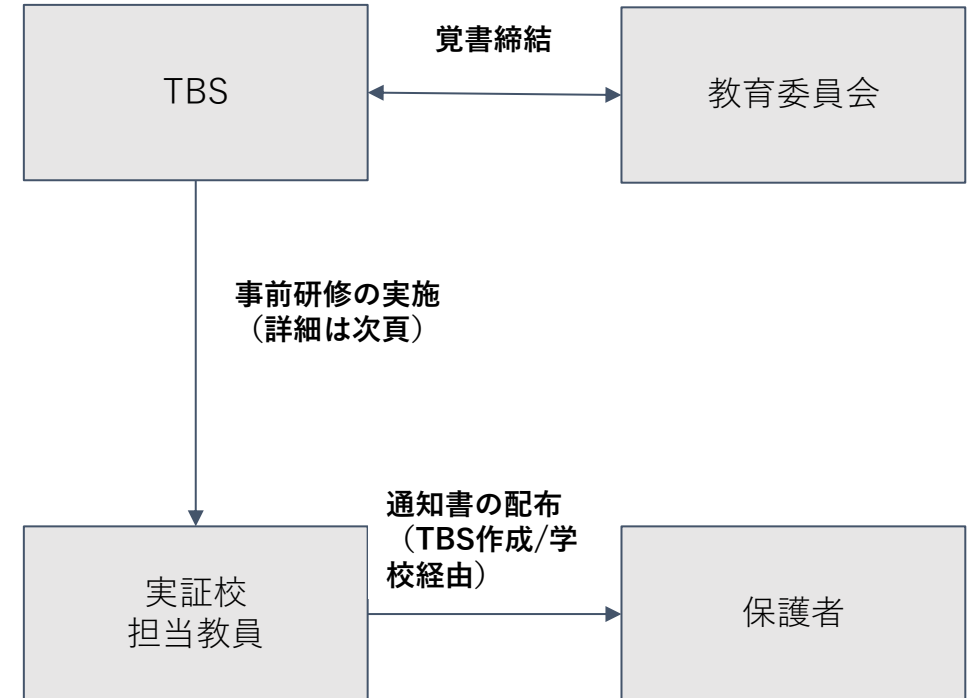 覚書締結
TBS
教育委員会
事前研修の実施
（詳細は次頁）
通知書の配布
（TBS作成/学
校経由）
実証校
担当教員
保護者